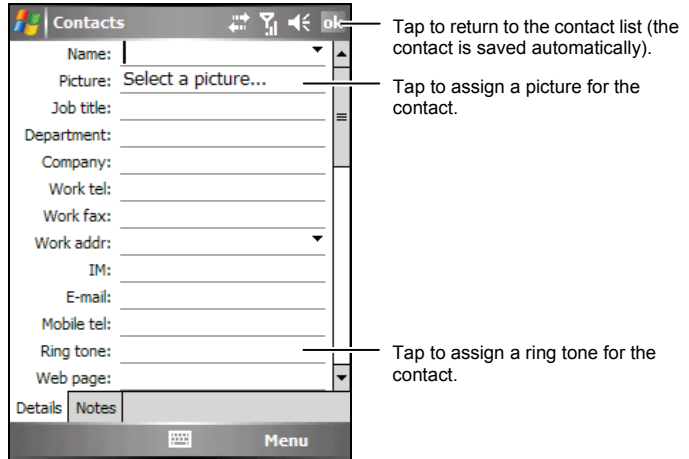 Contacts ok
Name:
Picture: Select a picture...
Job title:
Department:
Company:
Work tel:
Work fax:
Work addr:
IM:
E-mail:
Mobile tel:
Ring tone:
Web page:
Details Notes
Menu
Tap to return to the contact list (the
contact is saved automatically).
Tap to assign a picture for the
contact.
Tap to assign a ring tone for the
contact.